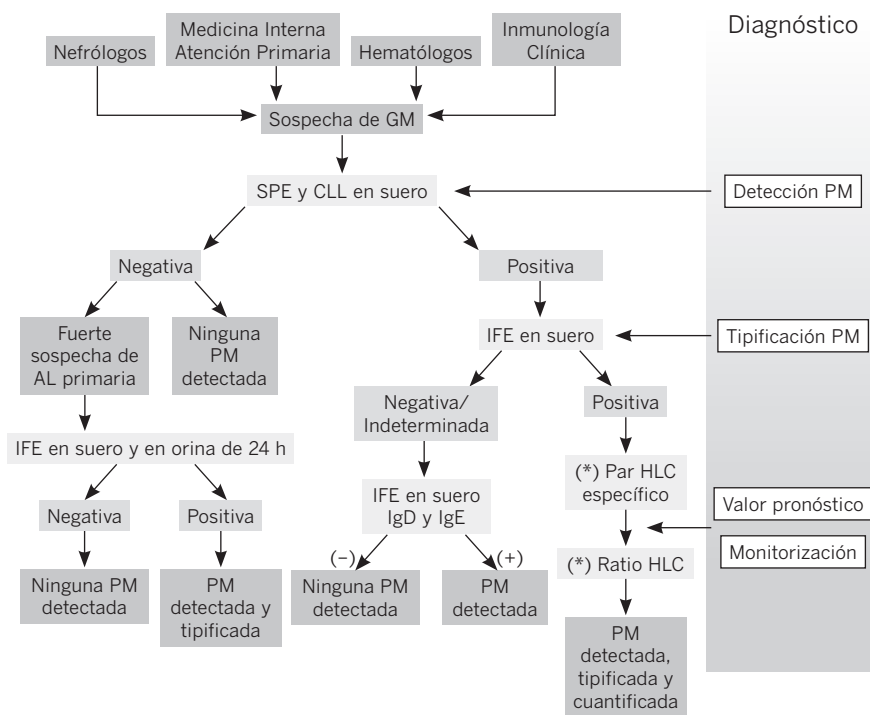 Nefrólogos
Medicina Interna
Atención Primaria
Hematólogos
Inmunología
Clínica
Diagnóstico
Sospecha de GM
SPE y CLL en suero
Detección PM
Negativa
Positiva
Fuerte
sospecha de
AL primaria
Ninguna
PM
detectada
IFE en suero
Tipificación PM
Negativa/
Indeterminada
Positiva
IFE en suero y en orina de 24 h
(*) Par HLC
específico
IFE en suero
IgD y IgE
Valor pronóstico
Negativa
Positiva
Monitorización
(–)
(+)
(*) Ratio HLC
Ninguna PM
detectada
PM
detectada y
tipificada
Ninguna PM
detectada
PM
detectada
PM
detectada,
tipificada y
cuantificada